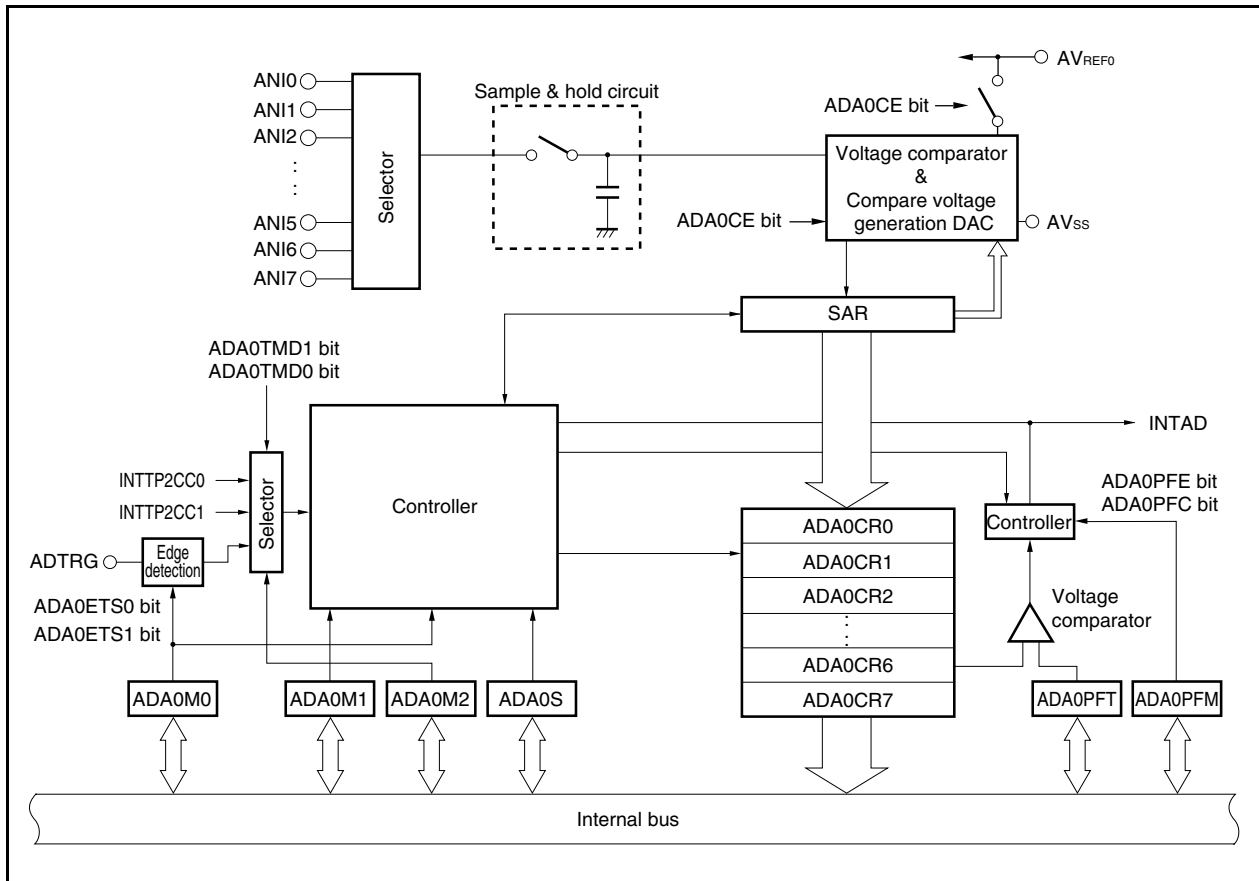 ANI0
ANI1
ANI2
ANI5
ANI6
ANI7
Selector
Sample & hold circuit
AVREF0
ADA0CE bit
Voltage comparator
&
Compare voltage
generation DAC
ADA0CE bit
AVSS
SAR
ADA0TMD1 bit
ADA0TMD0 bit
INTAD
INTTP2CC0
INTTP2CC1
Selector
Controller
ADA0PFE bit
ADA0PFC bit
Controller
ADTRG
Edge
detection
ADA0ETS0 bit
ADA0ETS1 bit
ADA0CR0
ADA0CR1
ADA0CR2
ADA0CR6
ADA0CR7
Voltage
comparator
ADA0M0
ADA0M1
ADA0M2
ADA0S
ADA0PFT
ADA0PFM
Internal bus